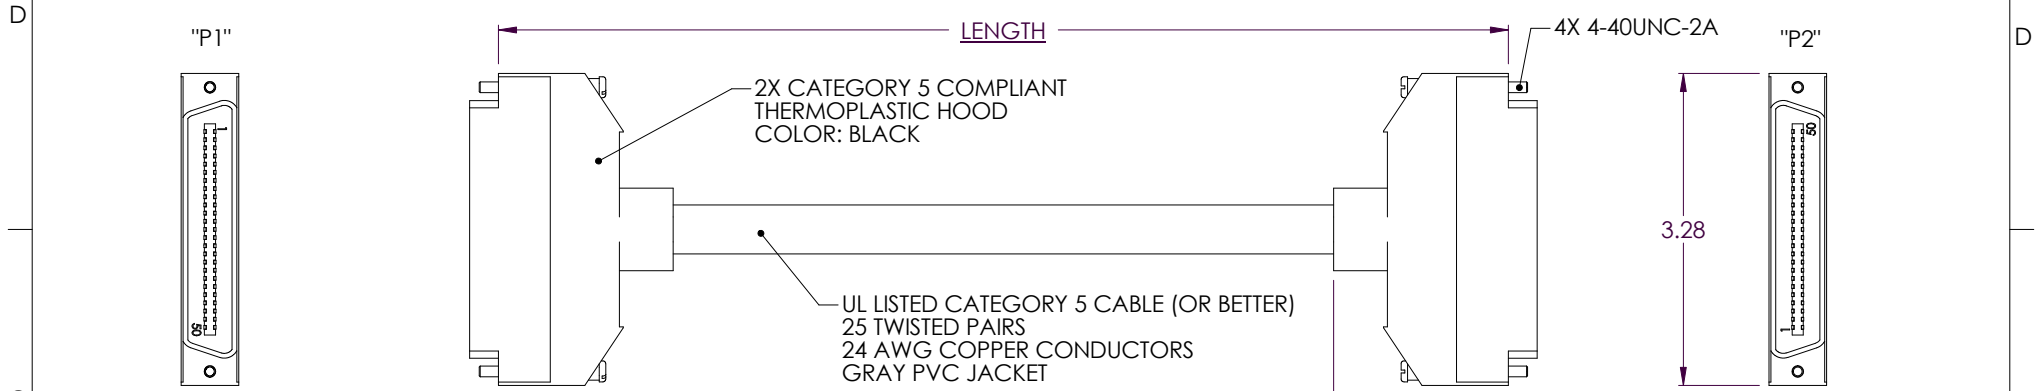 D
"P1"
LENGTH
4X 4-40UNC-2A
"P2"
D
2X CATEGORY 5 COMPLIANT
THERMOPLASTIC HOOD
COLOR: BLACK
1
50
3.28
50
1
UL LISTED CATEGORY 5 CABLE (OR BETTER)
25 TWISTED PAIRS
24 AWG COPPER CONDUCTORS
GRAY PVC JACKET